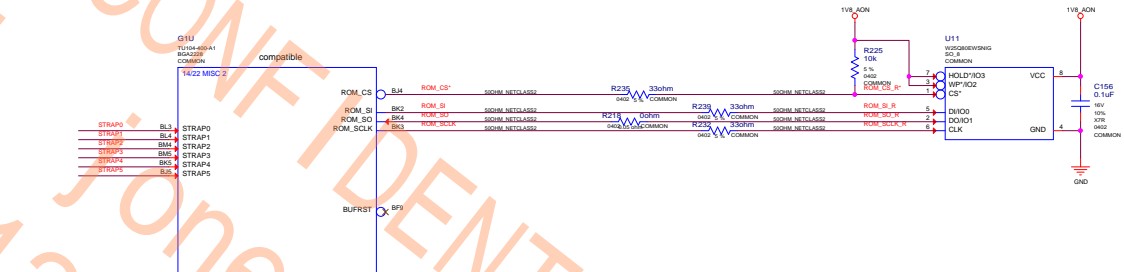 1V8_AON
1V8_AON
G1U
TU104-400-A1
BGA2228
COMMON
compatible
14/22 MISC 2
U11
W25Q80EWSNIG
SO_8
COMMON
R225
10k
5 %
0402
COMMON
7 HOLD*/IO3
VCC 8
3 WP*/IO2
ROM_CS BJ4 ROM_CS*
R235 33ohm
0402 5 % COMMON
50OHM_NETCLASS2
50OHM_NETCLASS2
ROM_CS_R*
1 CS*
C156
0.1uF
16V
10%
X7R
0402
COMMON
ROM_SI BK2 ROM_SI
50OHM_NETCLASS2
R239 33ohm
0402 5 % COMMON
50OHM_NETCLASS2
ROM_SI_R
5 DI/IO0
ROM_SO BK4 ROM_SO
50OHM_NETCLASS2
R218 0ohm
0402 COMMON
50OHM_NETCLASS2
ROM_SO_R
2 DO/IO1
ROM_SCLK BK3 ROM_SCLK
50OHM_NETCLASS2
R232 33ohm
0402 5 % COMMON
50OHM_NETCLASS2
ROM_SCLK_R
6 CLK
GND 4
GND
STRAP0 BL3 STRAP0
STRAP1 BL4 STRAP1
STRAP2 BM4 STRAP2
STRAP3 BM5 STRAP3
STRAP4 BK5 STRAP4
STRAP5 BJ5 STRAP5
BUFRST BF9
CONFIDENT
jone